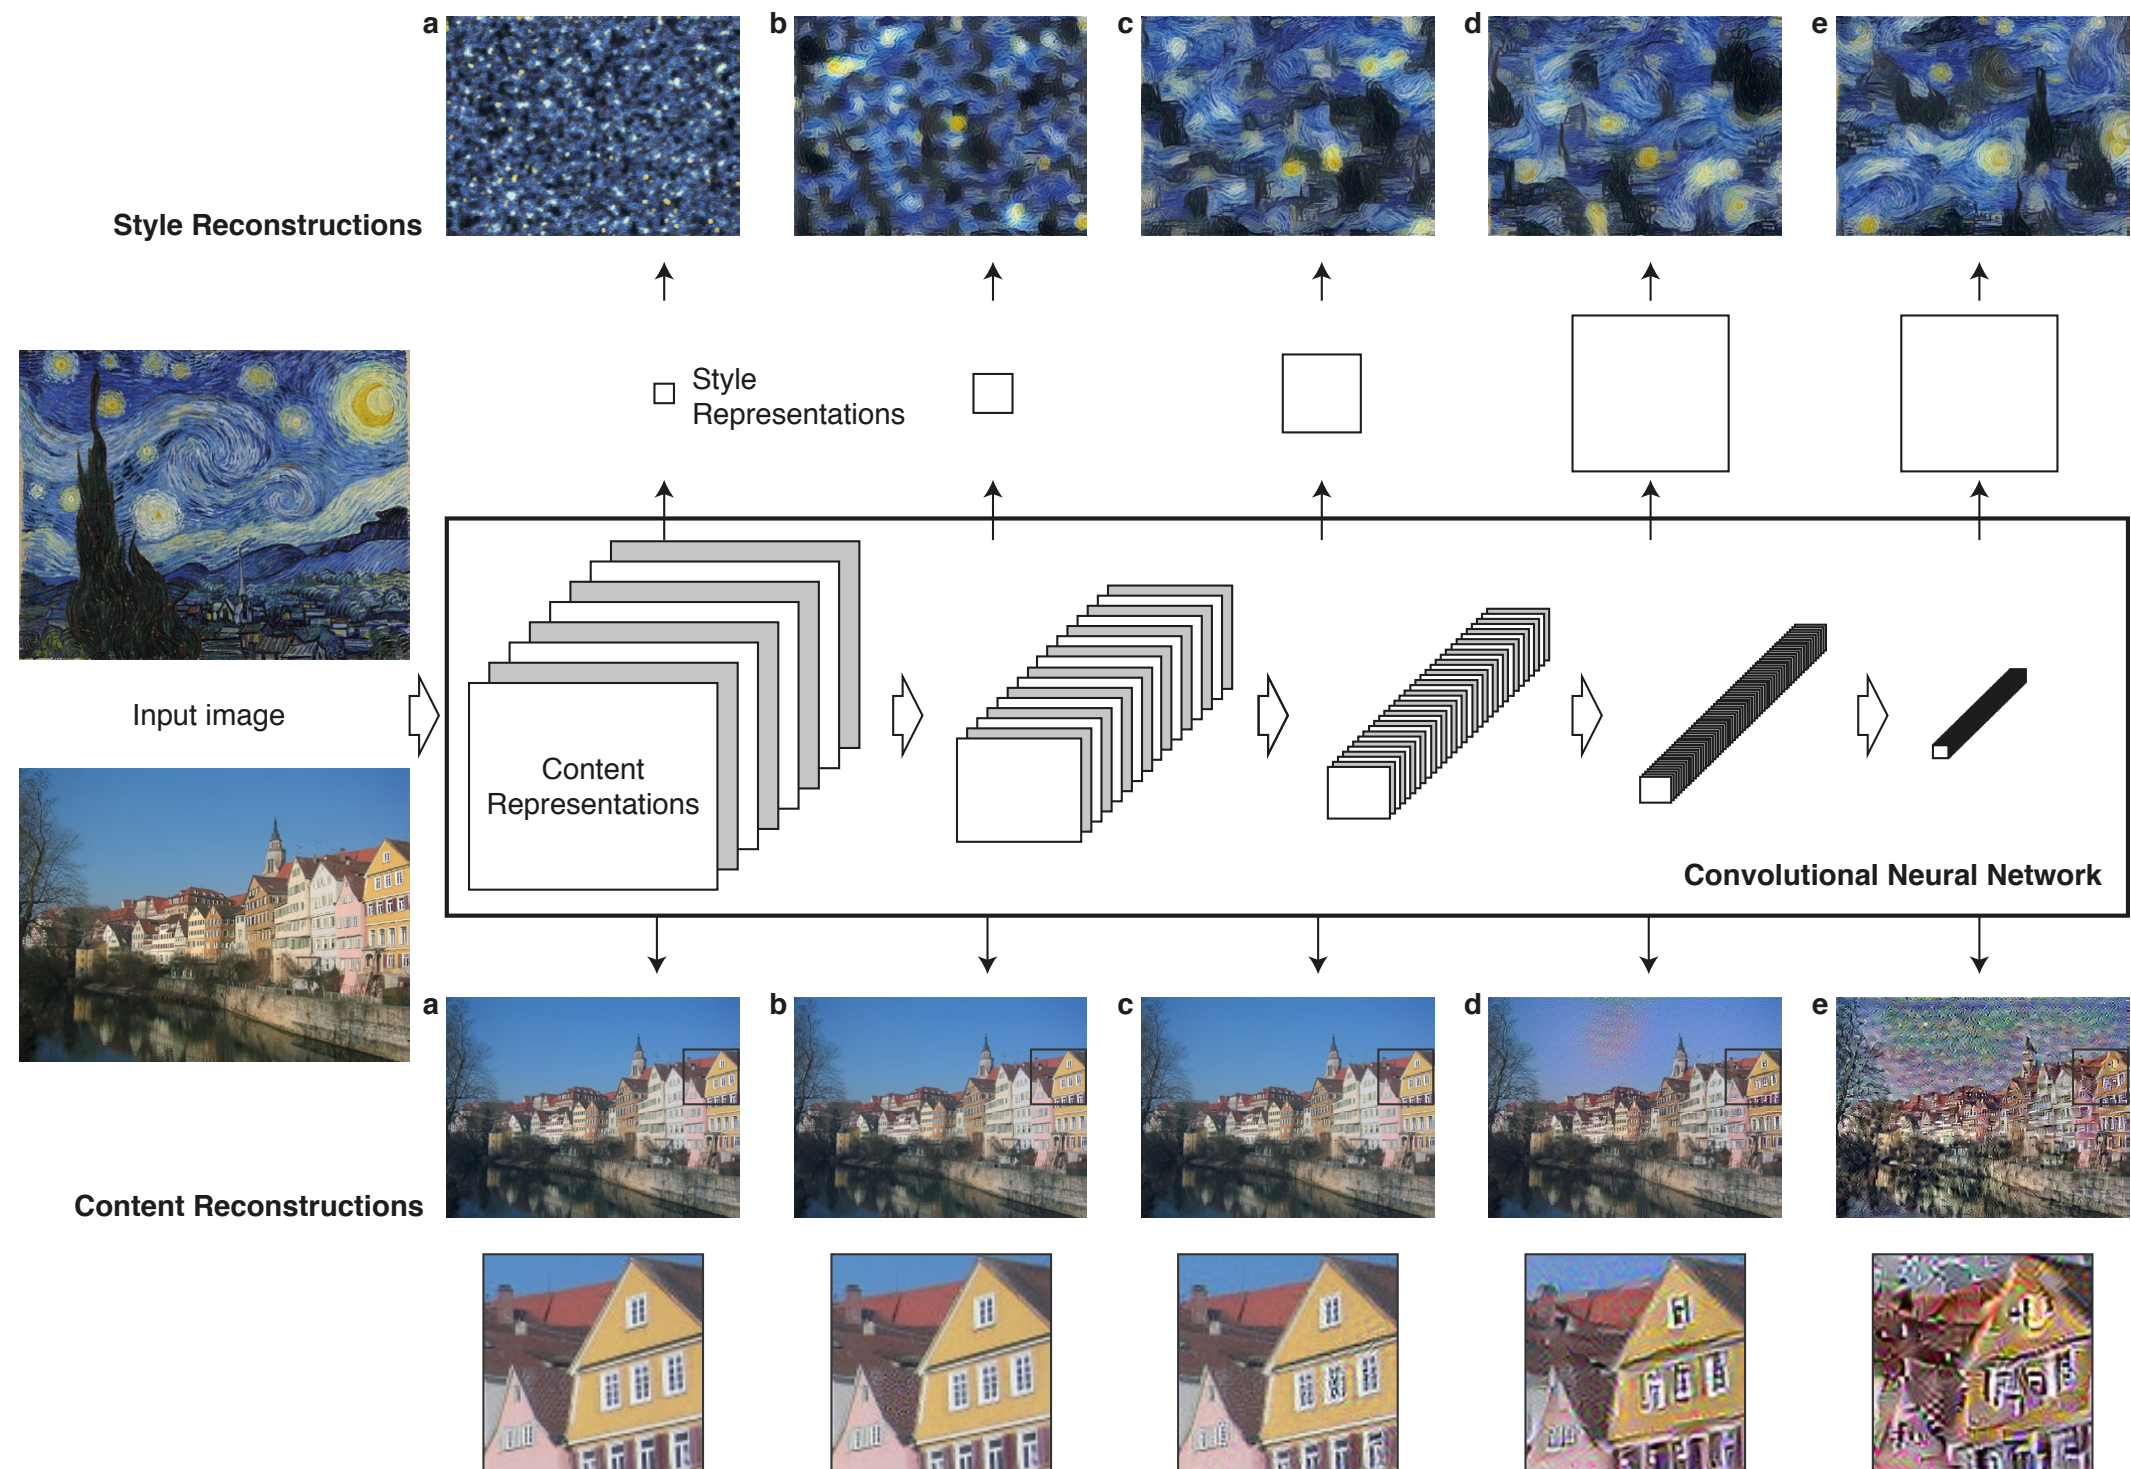 a b c d e
Style Reconstructions
Style
Representations
Input image
Content
Representations
Convolutional Neural Network
a b c d e
Content Reconstructions